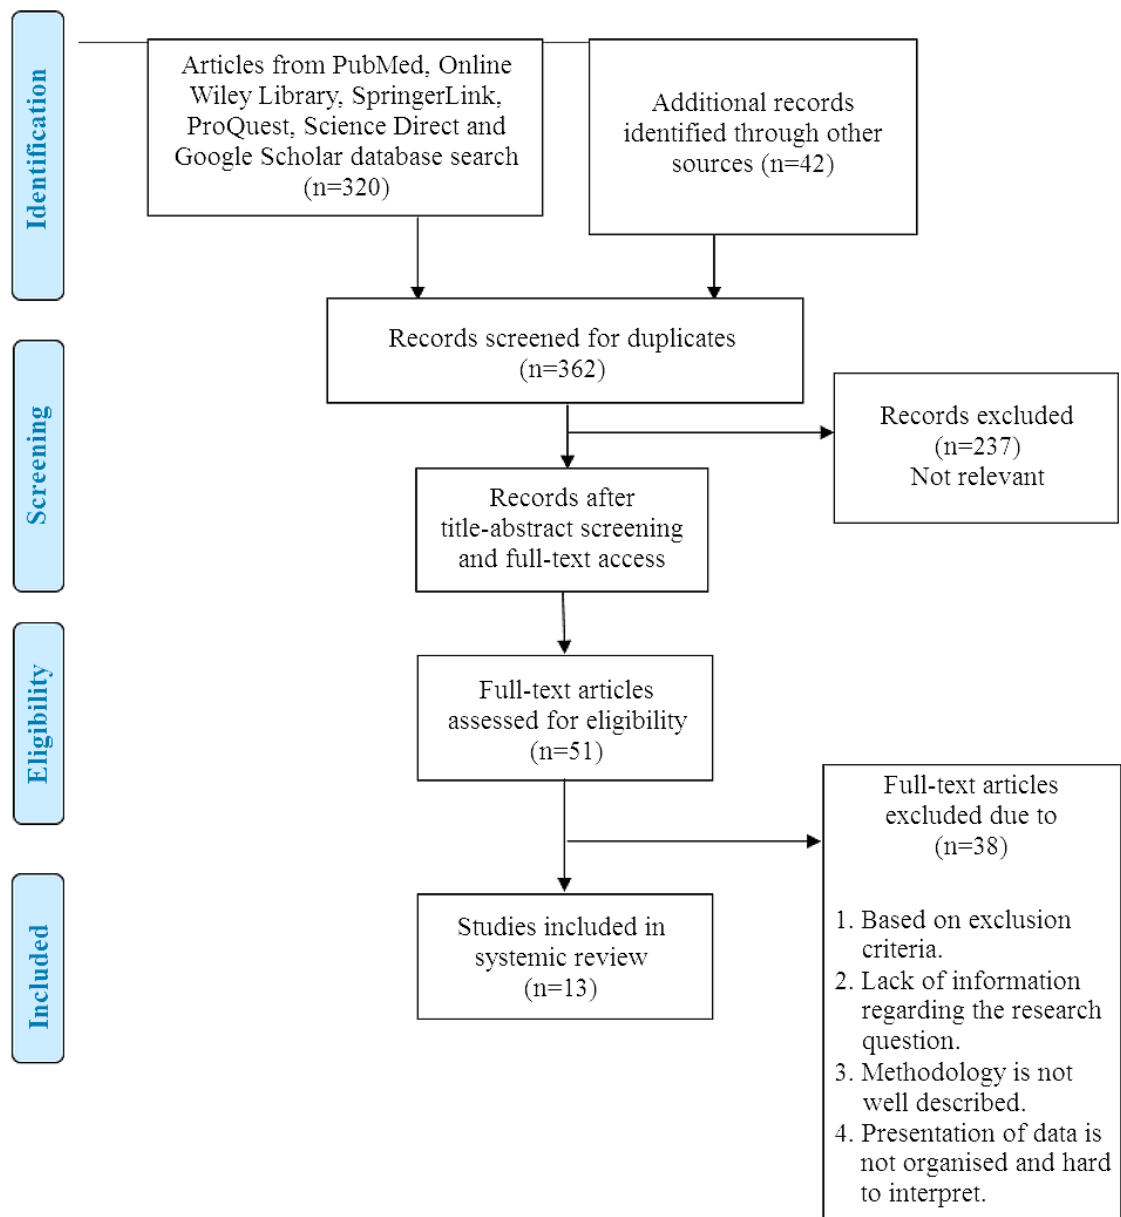 Identification
Articles from PubMed, Online
Wiley Library, SpringerLink,
ProQuest, Science Direct and
Google Scholar database search
(n=320)
Additional records
identified through other
sources (n=42)
Records screened for duplicates
(n=362)
Screening
Records excluded
(n=237)
Not relevant
Records after
title-abstract screening
and full-text access
Eligibility
Full-text articles
assessed for eligibility
(n=51)
Full-text articles
excluded due to
(n=38)
1. Based on exclusion
criteria.
2. Lack of information
regarding the research
question.
3. Methodology is not
well described.
4. Presentation of data is
not organised and hard
to interpret.
Included
Studies included in
systemic review
(n=13)